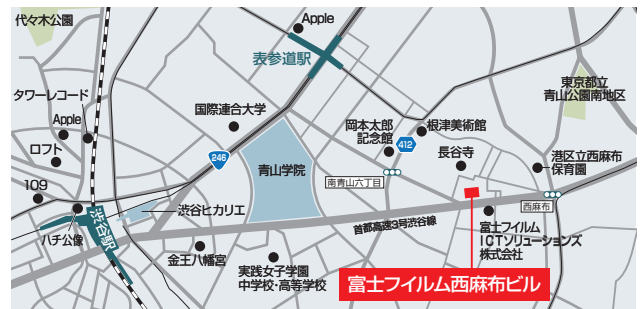 代々木公園
Apple
表参道駅
東京都立
青山公園南地区
タワーレコード
Apple
国際連合大学
岡本太郎
記念館
412
根津美術館
ロフト
246
青山学院
長谷寺
港区立西麻布
保育園
109
南青山六丁目
西麻布
渋谷ヒカリエ
ハチ公像
渋谷駅
首都高速3号渋谷線
富士フイルム
ICTソリューションズ
株式会社
金王八幡宮
実践女子学園
中学校・高等学校
富士フイルム西麻布ビル